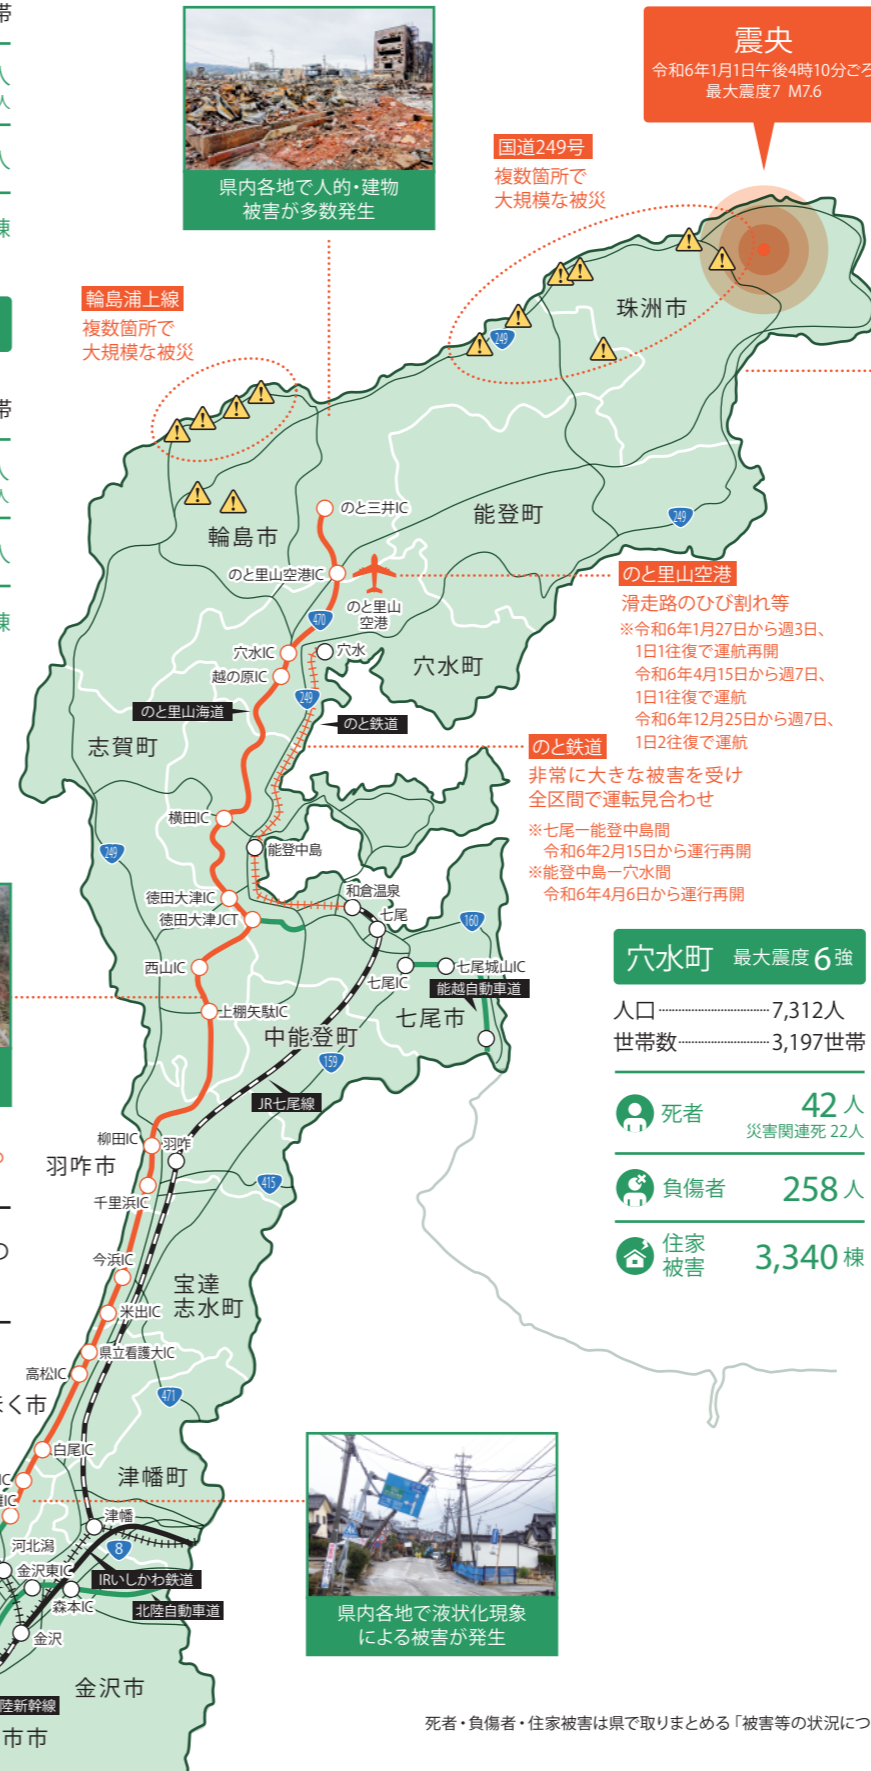 帯
人
人
人
棟
帯
人
人
人
棟
県内各地で人的・建物
被害が多数発生
震央
令和6年1月1日午後4時10分ごろ
最大震度7 M7.6
国道249号
複数箇所で
大規模な被災
輪島浦上線
複数箇所で
大規模な被災
珠洲市
249
輪島市
のと三井IC
能登町
249
のと里山空港IC
のと里山
空港
470
のと里山空港
滑走路のひび割れ等
※令和6年1月27日から週3日、
1日1往復で運航再開
令和6年4月15日から週7日、
1日1往復で運航
令和6年12月25日から週7日、
1日2往復で運航
穴水IC
穴水
越の原IC
穴水町
249
のと里山海道
のと鉄道
志賀町
のと鉄道
非常に大きな被害を受け
全区間で運転見合わせ
※七尾ー能登中島間
令和6年2月15日から運行再開
※能登中島ー穴水間
令和6年4月6日から運行再開
横田IC
能登中島
249
徳田大津IC
和倉温泉
徳田大津JCT
七尾
160
西山IC
七尾IC
七尾城山IC
能越自動車道
上棚矢駄IC
中能登町
七尾市
159
JR七尾線
穴水町 最大震度6強
人口 7,312人
世帯数 3,197世帯
死者 42人
災害関連死 22人
負傷者 258人
住家
被害 3,340棟
柳田IC
羽咋
羽咋市
415
千里浜IC
の
今浜IC
宝達
志水町
米出IC
県立看護大IC
高松IC
471
く市
白尾IC
津幡町
IC
IC
津幡
河北潟
8
金沢東IC
IRいしかわ鉄道
森本IC
北陸自動車道
金沢
金沢市
陸新幹線
市市
県内各地で液状化現象
による被害が発生
死者・負傷者・住家被害は県で取りまとめる「被害等の状況につ